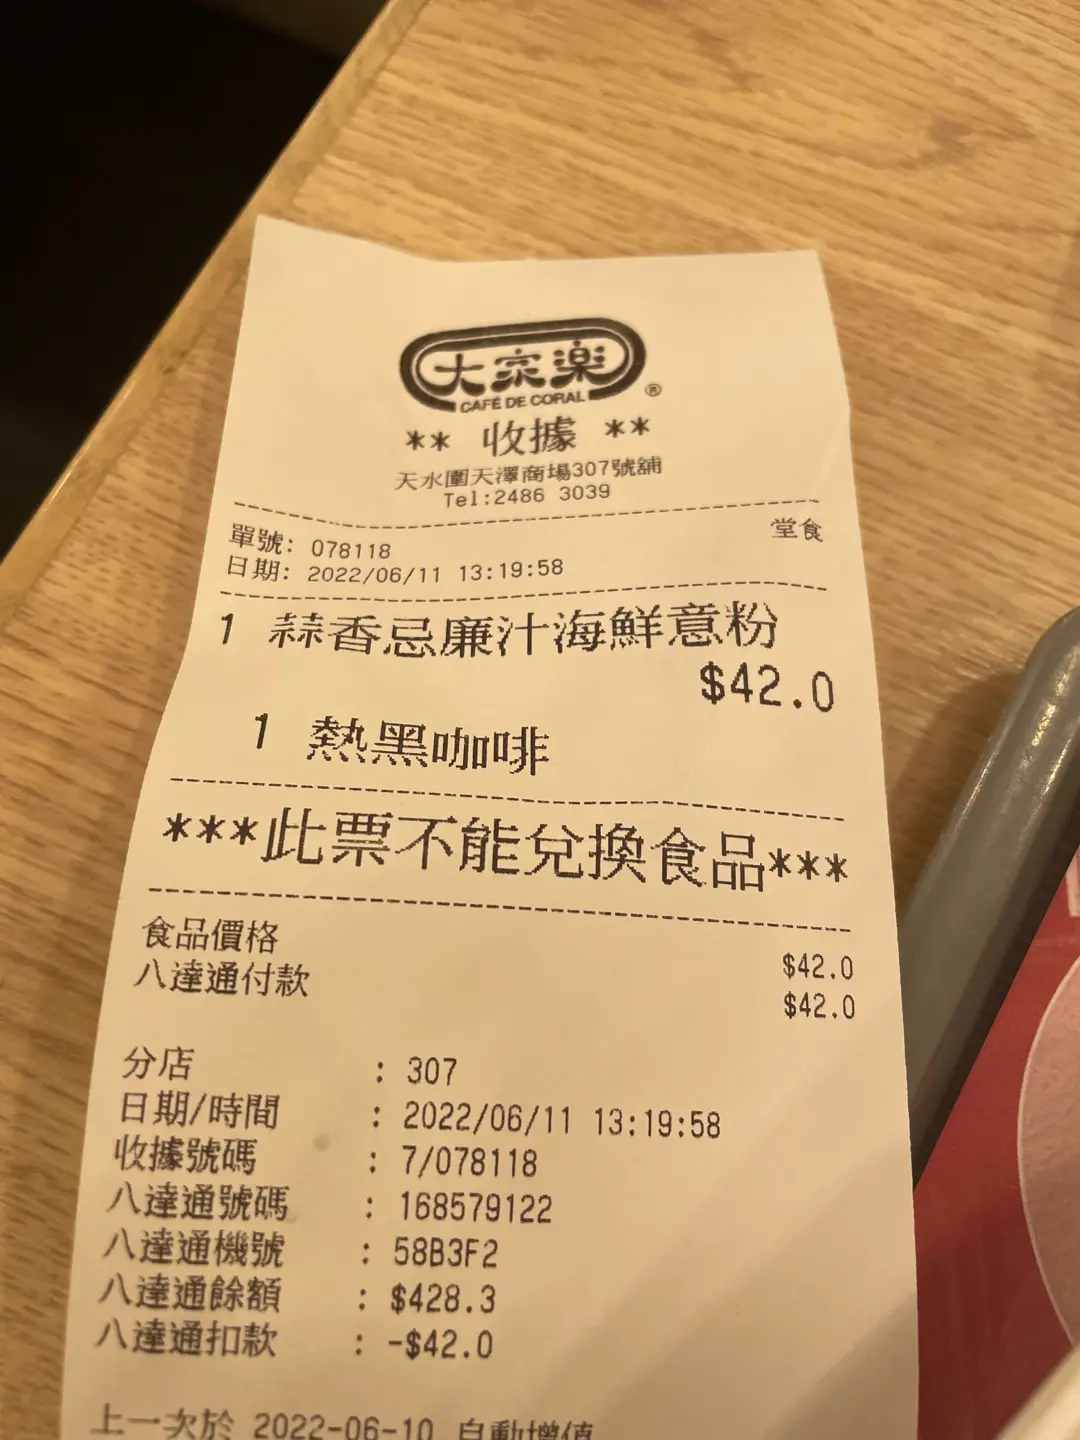 大家樂
CAFÉ DE CORAL ®
** 收據 **
天水圍天澤商場307號舖
Tel:2486 3039
堂食
單號: 078118
日期: 2022/06/11 13:19:58
1 蒜香忌廉汁海鮮意粉
$42.0
1 熱黑咖啡
***此票不能兌換食品***
食品價格 $42.0
八達通付款 $42.0
分店 : 307
日期/時間 : 2022/06/11 13:19:58
收據號碼 : 7/078118
八達通號碼 : 168579122
八達通機號 : 58B3F2
八達通餘額 : $428.3
八達通扣款 : -$42.0
上一次於 2022-06-10 自動增值